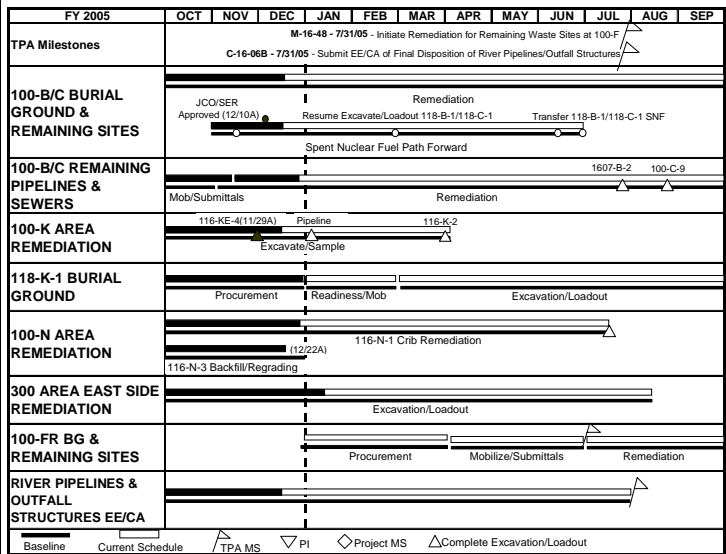 FY 2005 OCT NOV DEC JAN FEB MAR APR MAY JUN JUL AUG SEP
TPA Milestones
M-16-48 - 7/31/05 - Initiate Remediation for Remaining Waste Sites at 100-F
C-16-06B - 7/31/05 - Submit EE/CA of Final Disposition of River Pipelines/Outfall Structures
100-B/C BURIAL
GROUND &
REMAINING SITES
Remediation
JCO/SER
Approved (12/10A)
Resume Excavate/Loadout 118-B-1/118-C-1
Transfer 118-B-1/118-C-1 SNF
Spent Nuclear Fuel Path Forward
100-B/C REMAINING
PIPELINES &
SEWERS
1607-B-2 100-C-9
Mob/Submittals Remediation
100-K AREA
REMEDIATION
116-KE-4(11/29A) Pipeline 116-K-2
Excavate/Sample
118-K-1 BURIAL
GROUND
Procurement Readiness/Mob Excavation/Loadout
100-N AREA
REMEDIATION
116-N-1 Crib Remediation
(12/22A)
116-N-3 Backfill/Regrading
300 AREA EAST SIDE
REMEDIATION
Excavation/Loadout
100-FR BG &
REMAINING SITES
Procurement Mobilize/Submittals Remediation
RIVER PIPELINES &
OUTFALL
STRUCTURES EE/CA
Baseline Current Schedule TPA MS PI Project MS Complete Excavation/Loadout